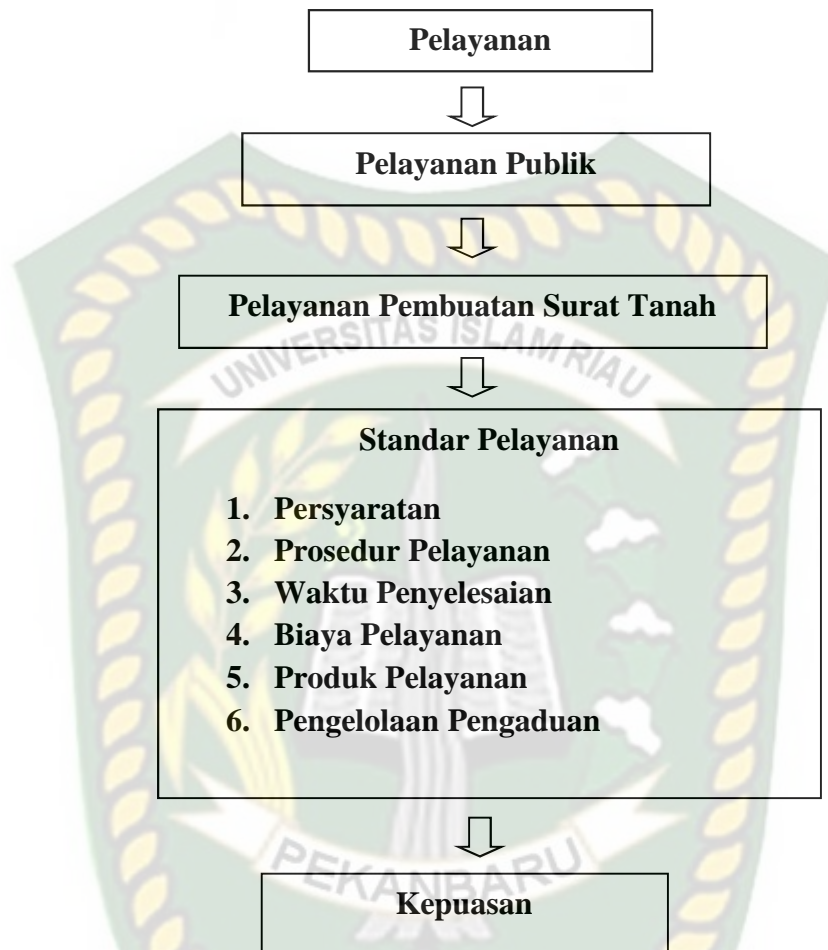 Pelayanan
Pelayanan Publik
Pelayanan Pembuatan Surat Tanah
UNIVERSITAS ISLAM RIAU
Standar Pelayanan
1. Persyaratan
2. Prosedur Pelayanan
3. Waktu Penyelesaian
4. Biaya Pelayanan
5. Produk Pelayanan
6. Pengelolaan Pengaduan
PEKANBARU
Kepuasan